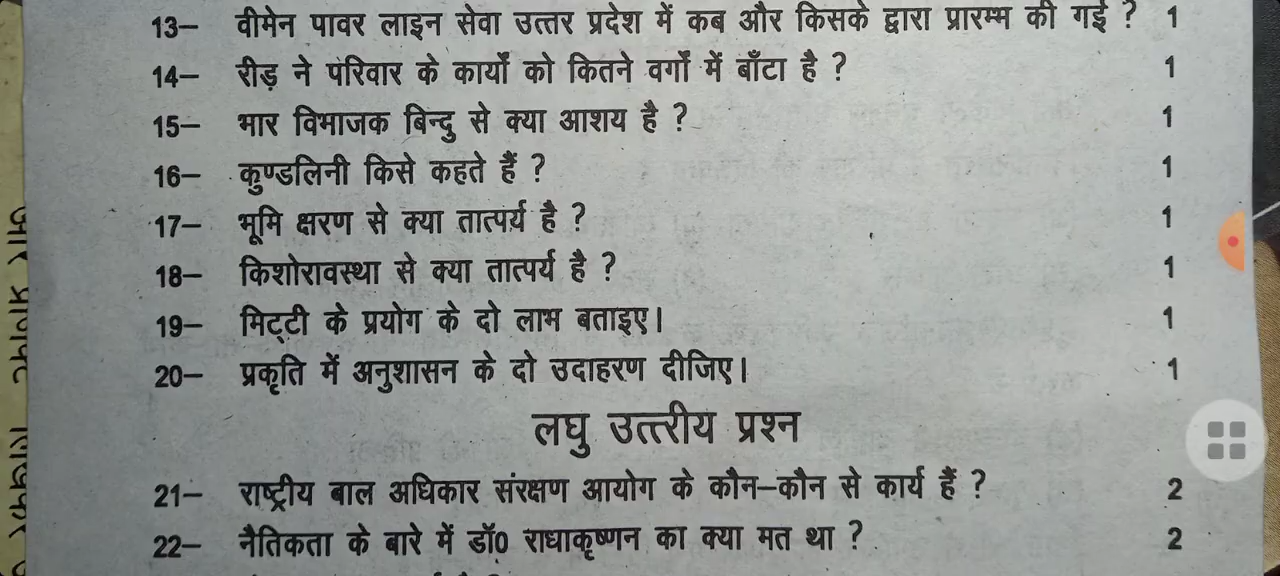 13– वीमेन पावर लाइन सेवा उत्तर प्रदेश में कब और किसके द्वारा प्रारम्भ की गई ? 1
14– रीड़ ने परिवार के कार्यों को कितने वर्गों में बाँटा है ? 1
15– भार विभाजक बिन्दु से क्या आशय है ? 1
16– कुण्डलिनी किसे कहते हैं ? 1
17– भूमि क्षरण से क्या तात्पर्य है ? 1
18– किशोरावस्था से क्या तात्पर्य है ? 1
19– मिट्टी के प्रयोग के दो लाभ बताइए। 1
20– प्रकृति में अनुशासन के दो उदाहरण दीजिए। 1
लघु उत्तरीय प्रश्न
21– राष्ट्रीय बाल अधिकार संरक्षण आयोग के कौन–कौन से कार्य हैं ? 2
22– नैतिकता के बारे में डॉ0 राधाकृष्णन का क्या मत था ? 2